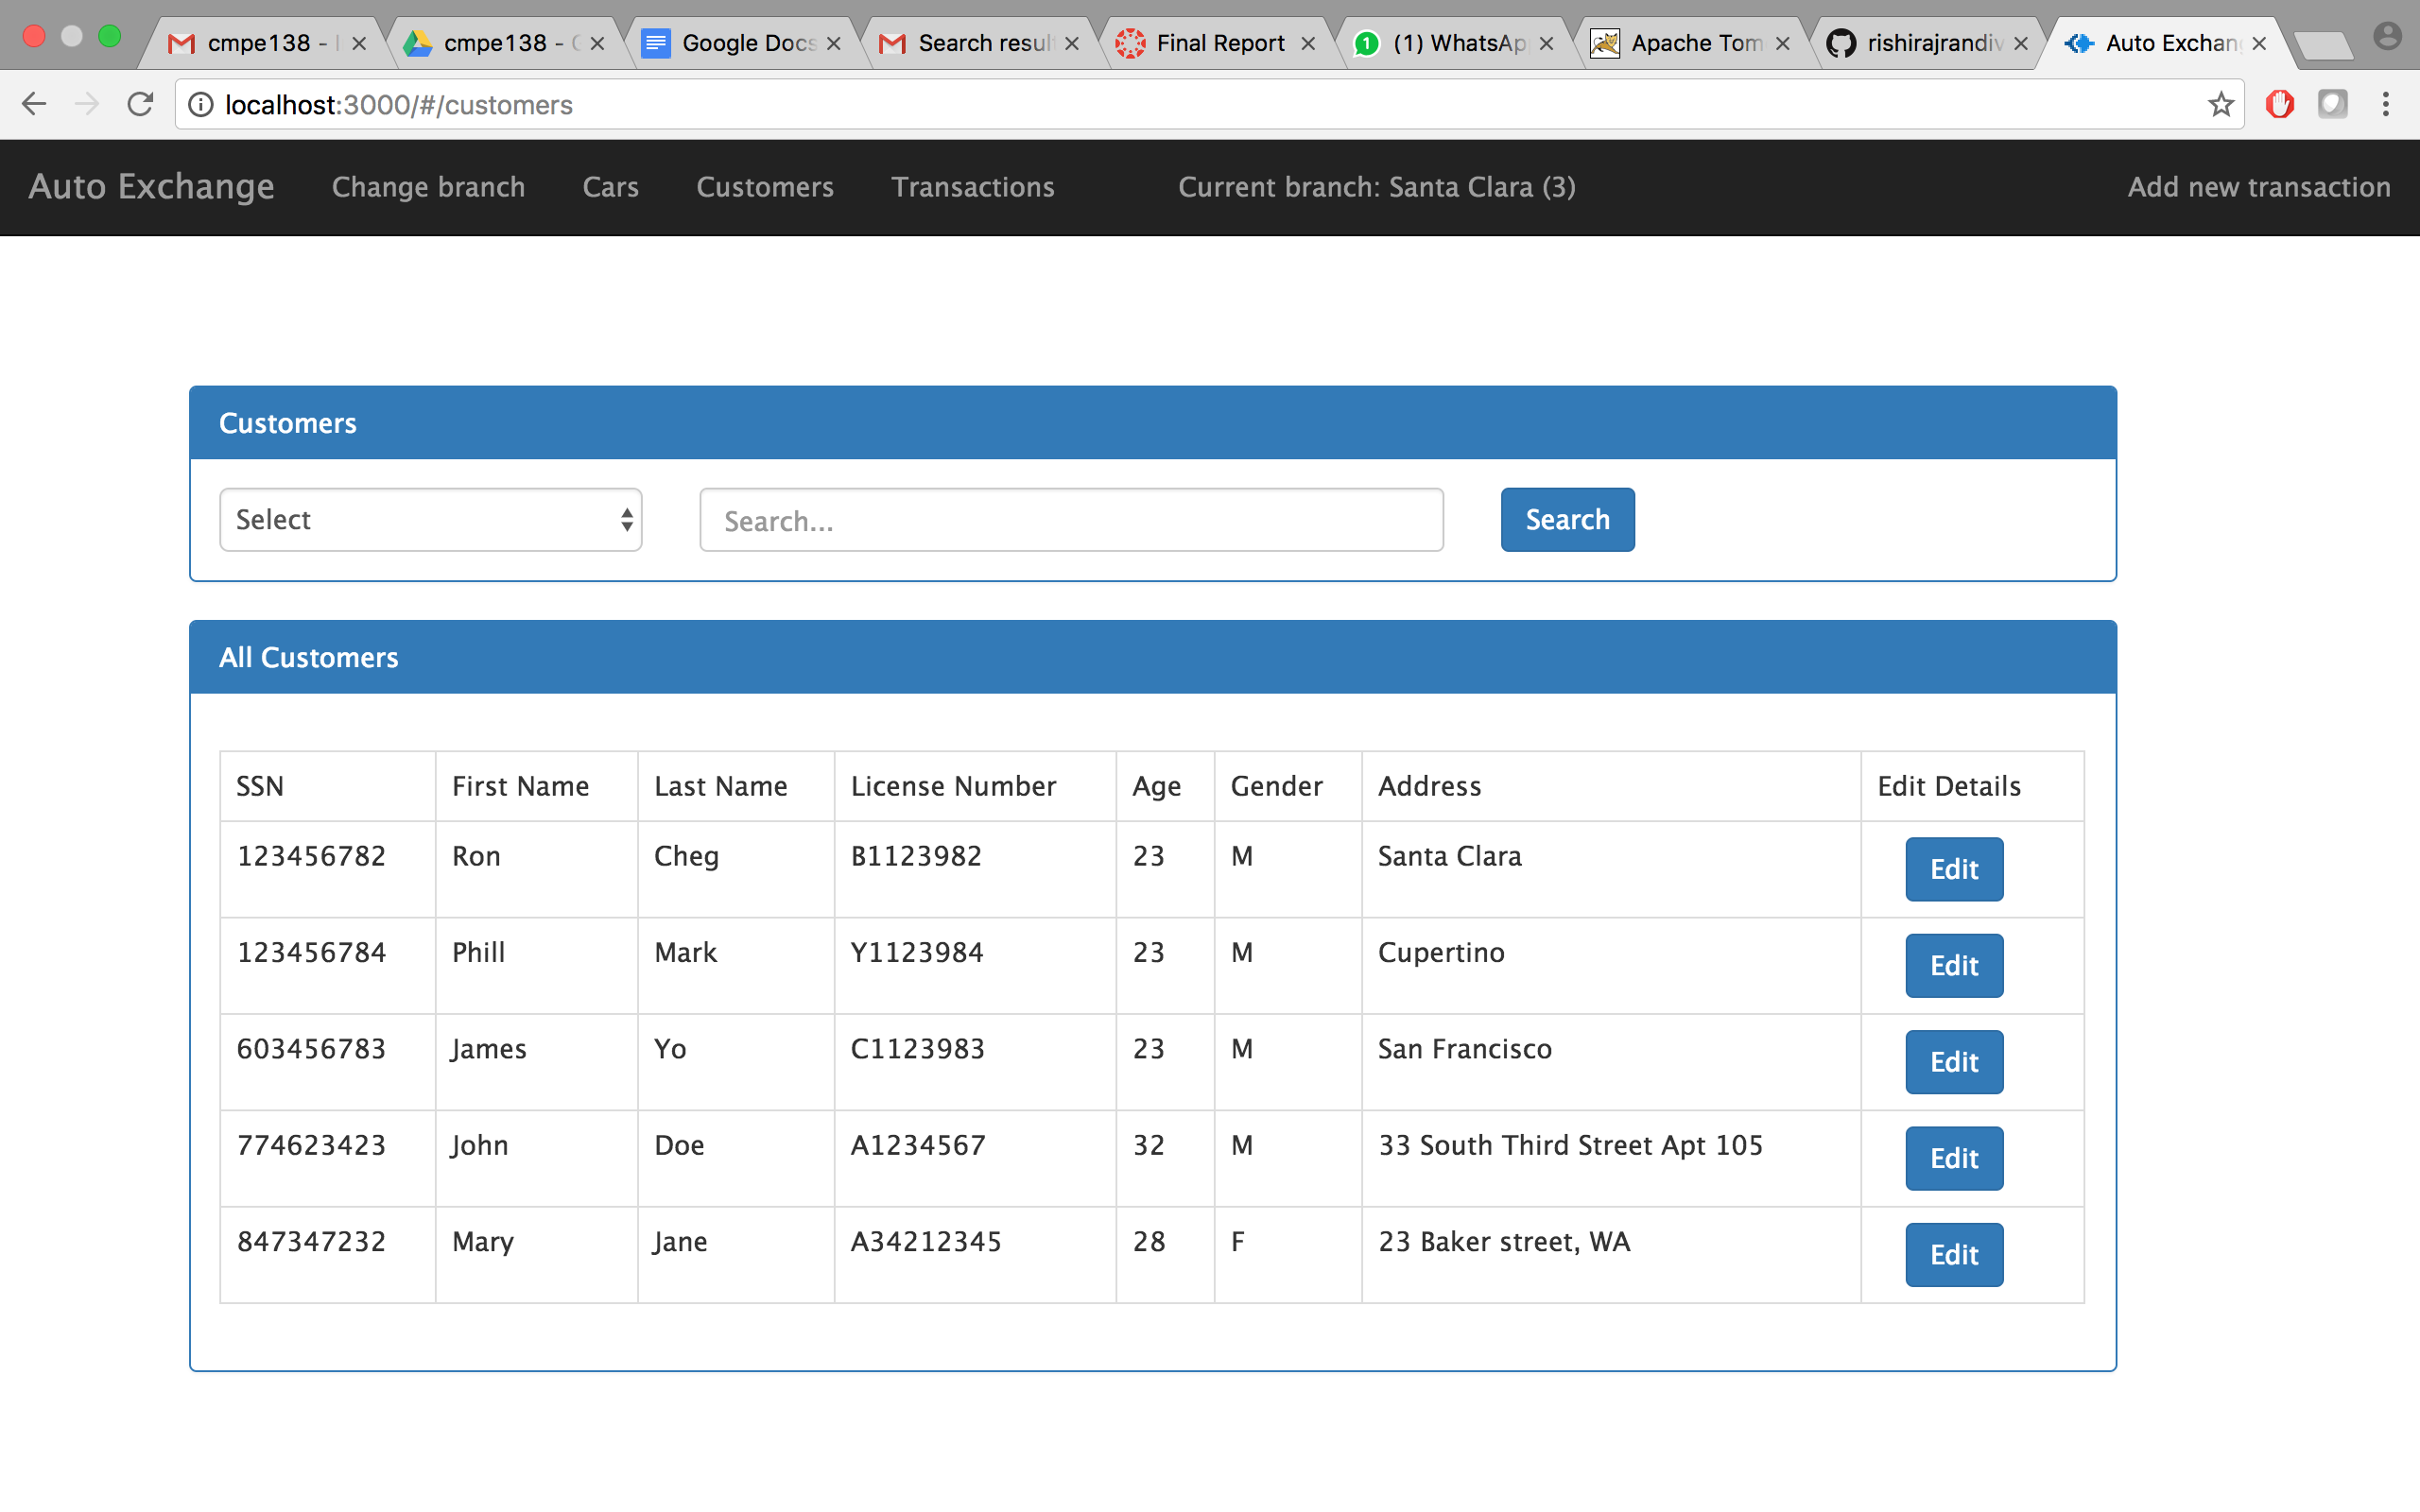 cmpe138 - cmpe138 - Google Docs Search resul Final Report (1) WhatsAp Apache Tom rishirajrandiv Auto Exchan
localhost:3000/#/customers
Auto Exchange Change branch Cars Customers Transactions Current branch: Santa Clara (3) Add new transaction
Customers
Select Search... Search
All Customers
SSN First Name Last Name License Number Age Gender Address Edit Details
123456782 Ron Cheg B1123982 23 M Santa Clara Edit
123456784 Phill Mark Y1123984 23 M Cupertino Edit
603456783 James Yo C1123983 23 M San Francisco Edit
774623423 John Doe A1234567 32 M 33 South Third Street Apt 105 Edit
847347232 Mary Jane A34212345 28 F 23 Baker street, WA Edit